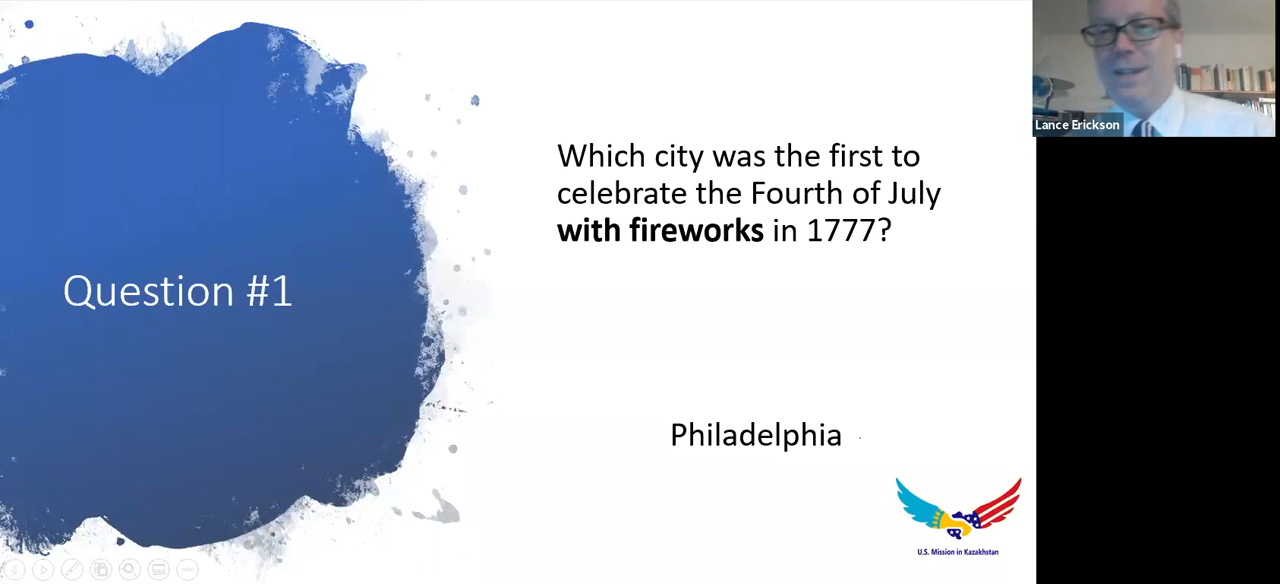 Question #1
Which city was the first to
celebrate the Fourth of July
with fireworks in 1777?
Philadelphia
U.S. Mission in Kazakhstan
Lance Erickson